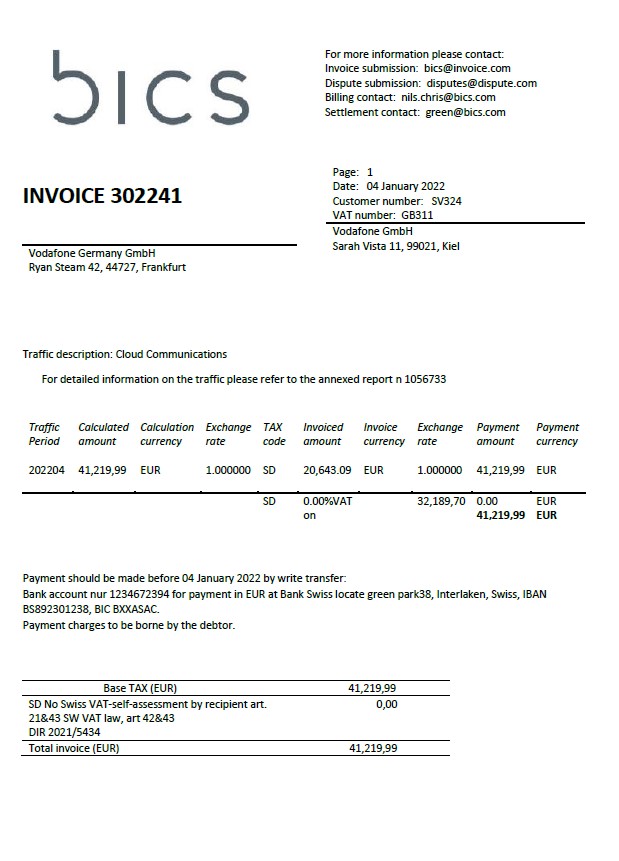 bics
For more information please contact:
Invoice submission: bics@invoice.com
Dispute submission: disputes@dispute.com
Billing contact: nils.chris@bics.com
Settlement contact: green@bics.com
INVOICE 302241
Page: 1
Date: 04 January 2022
Customer number: SV324
VAT number: GB311
Vodafone GmbH
Sarah Vista 11, 99021, Kiel
Vodafone Germany GmbH
Ryan Steam 42, 44727, Frankfurt
Traffic description: Cloud Communications
For detailed information on the traffic please refer to the annexed report n 1056733
Traffic Calculated Calculation Exchange TAX Invoiced Invoice Exchange Payment Payment
Period amount currency rate code amount currency rate amount currency
202204 41,219,99 EUR 1.000000 SD 20,643.09 EUR 1.000000 41,219,99 EUR
SD 0.00%VAT 32,189,70 0.00 EUR
on 41,219,99 EUR
Payment should be made before 04 January 2022 by write transfer:
Bank account nur 1234672394 for payment in EUR at Bank Swiss locate green park38, Interlaken, Swiss, IBAN
BS892301238, BIC BXXASAC.
Payment charges to be borne by the debtor.
Base TAX (EUR) 41,219,99
SD No Swiss VAT-self-assessment by recipient art. 0,00
21&43 SW VAT law, art 42&43
DIR 2021/5434
Total invoice (EUR) 41,219,99